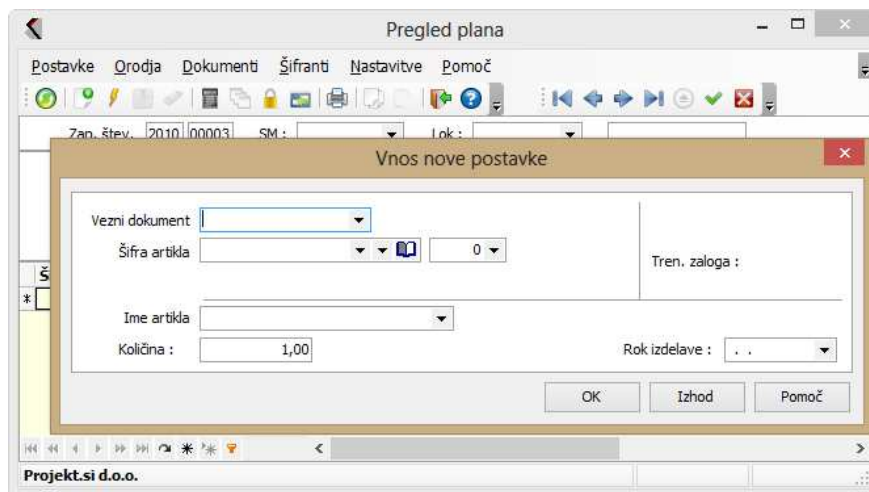 Pregled plana
Postavke Orodja Dokumenti Šifranti Nastavitve Pomoč
Zap. štev. 2010 00003 SM : Lok :
Vnos nove postavke
Vezni dokument
Šifra artikla 0
Tren. zaloga :
Š
Ime artikla
Količina : 1,00 Rok izdelave : . .
OK Izhod Pomoč
Projekt.si d.o.o.